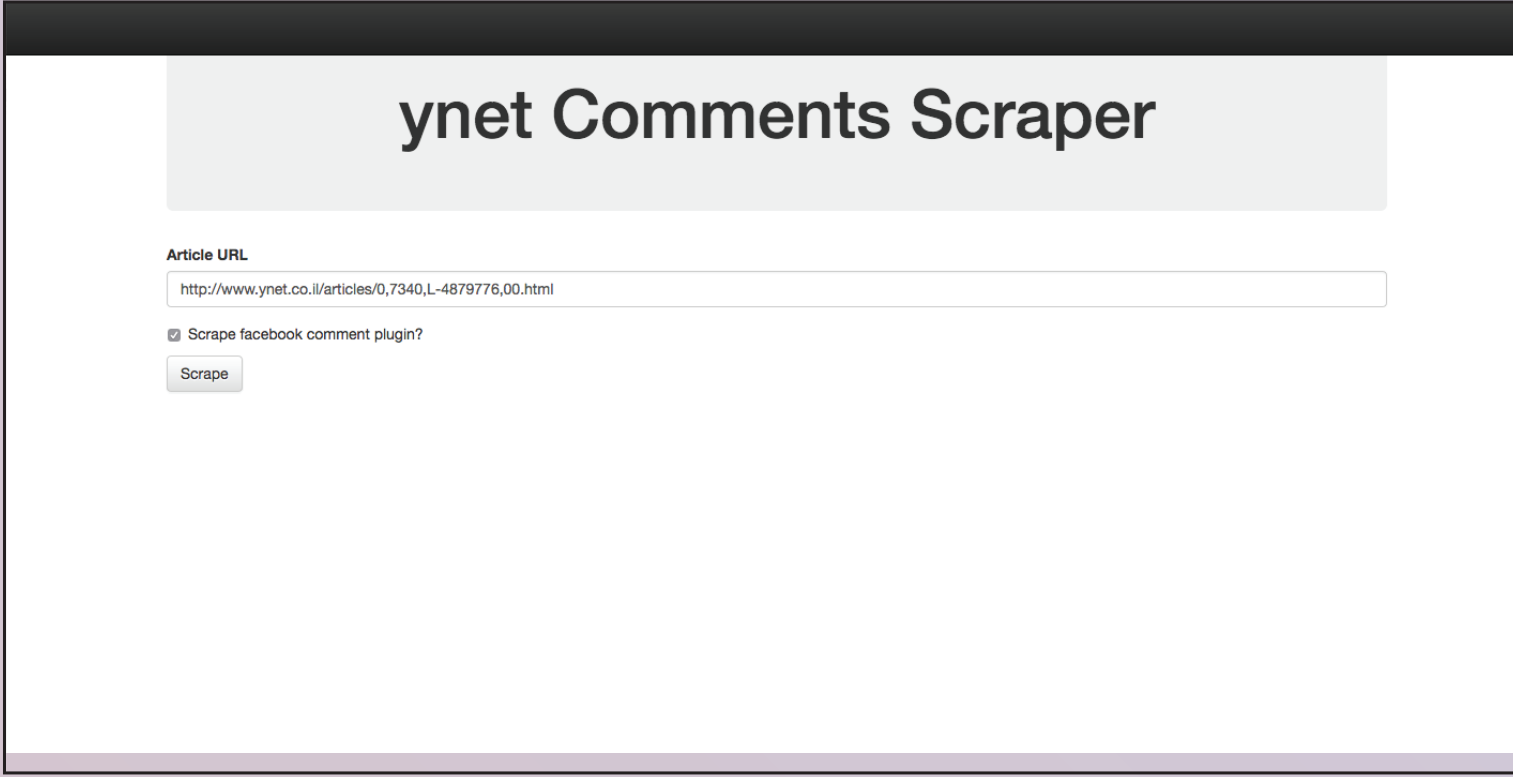 ynet Comments Scraper
Article URL
http://www.ynet.co.il/articles/0,7340,L-4879776,00.html
Scrape facebook comment plugin?
Scrape